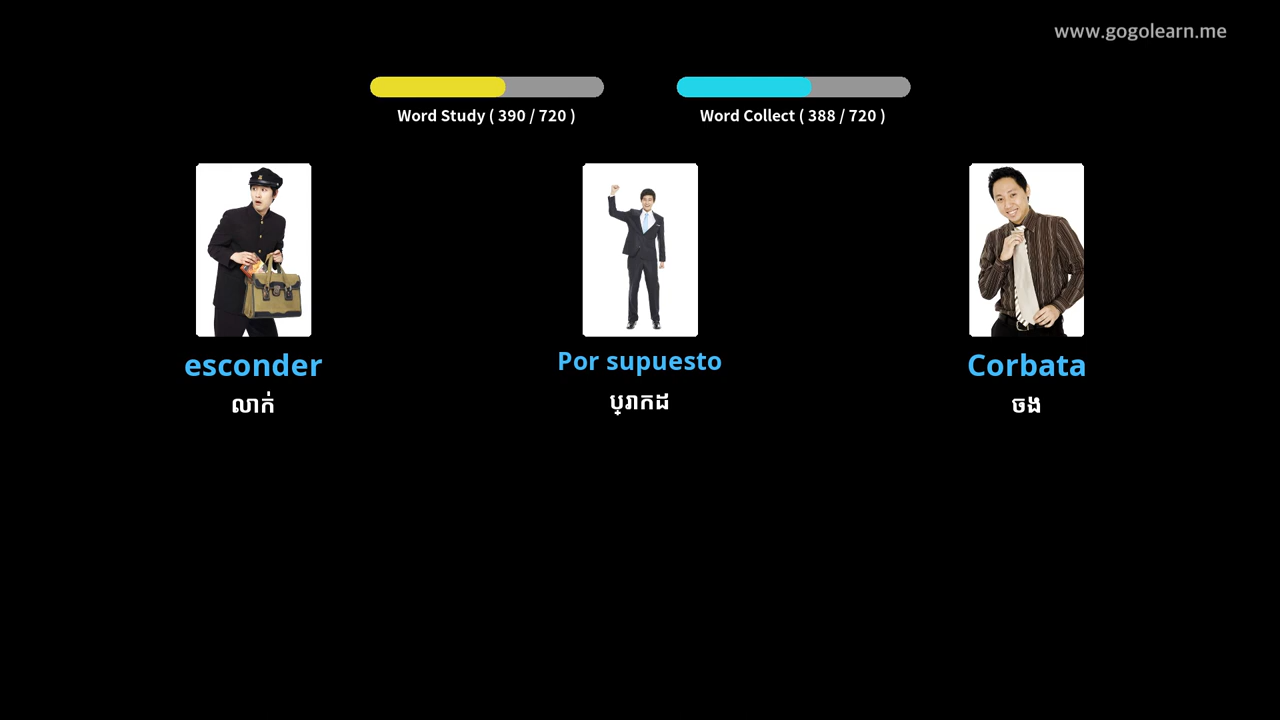 www.gogolearn.me
Word Study ( 390 / 720 )
Word Collect ( 388 / 720 )
esconder
Por supuesto
Corbata
លាក់
ប្រាកដ
ចង